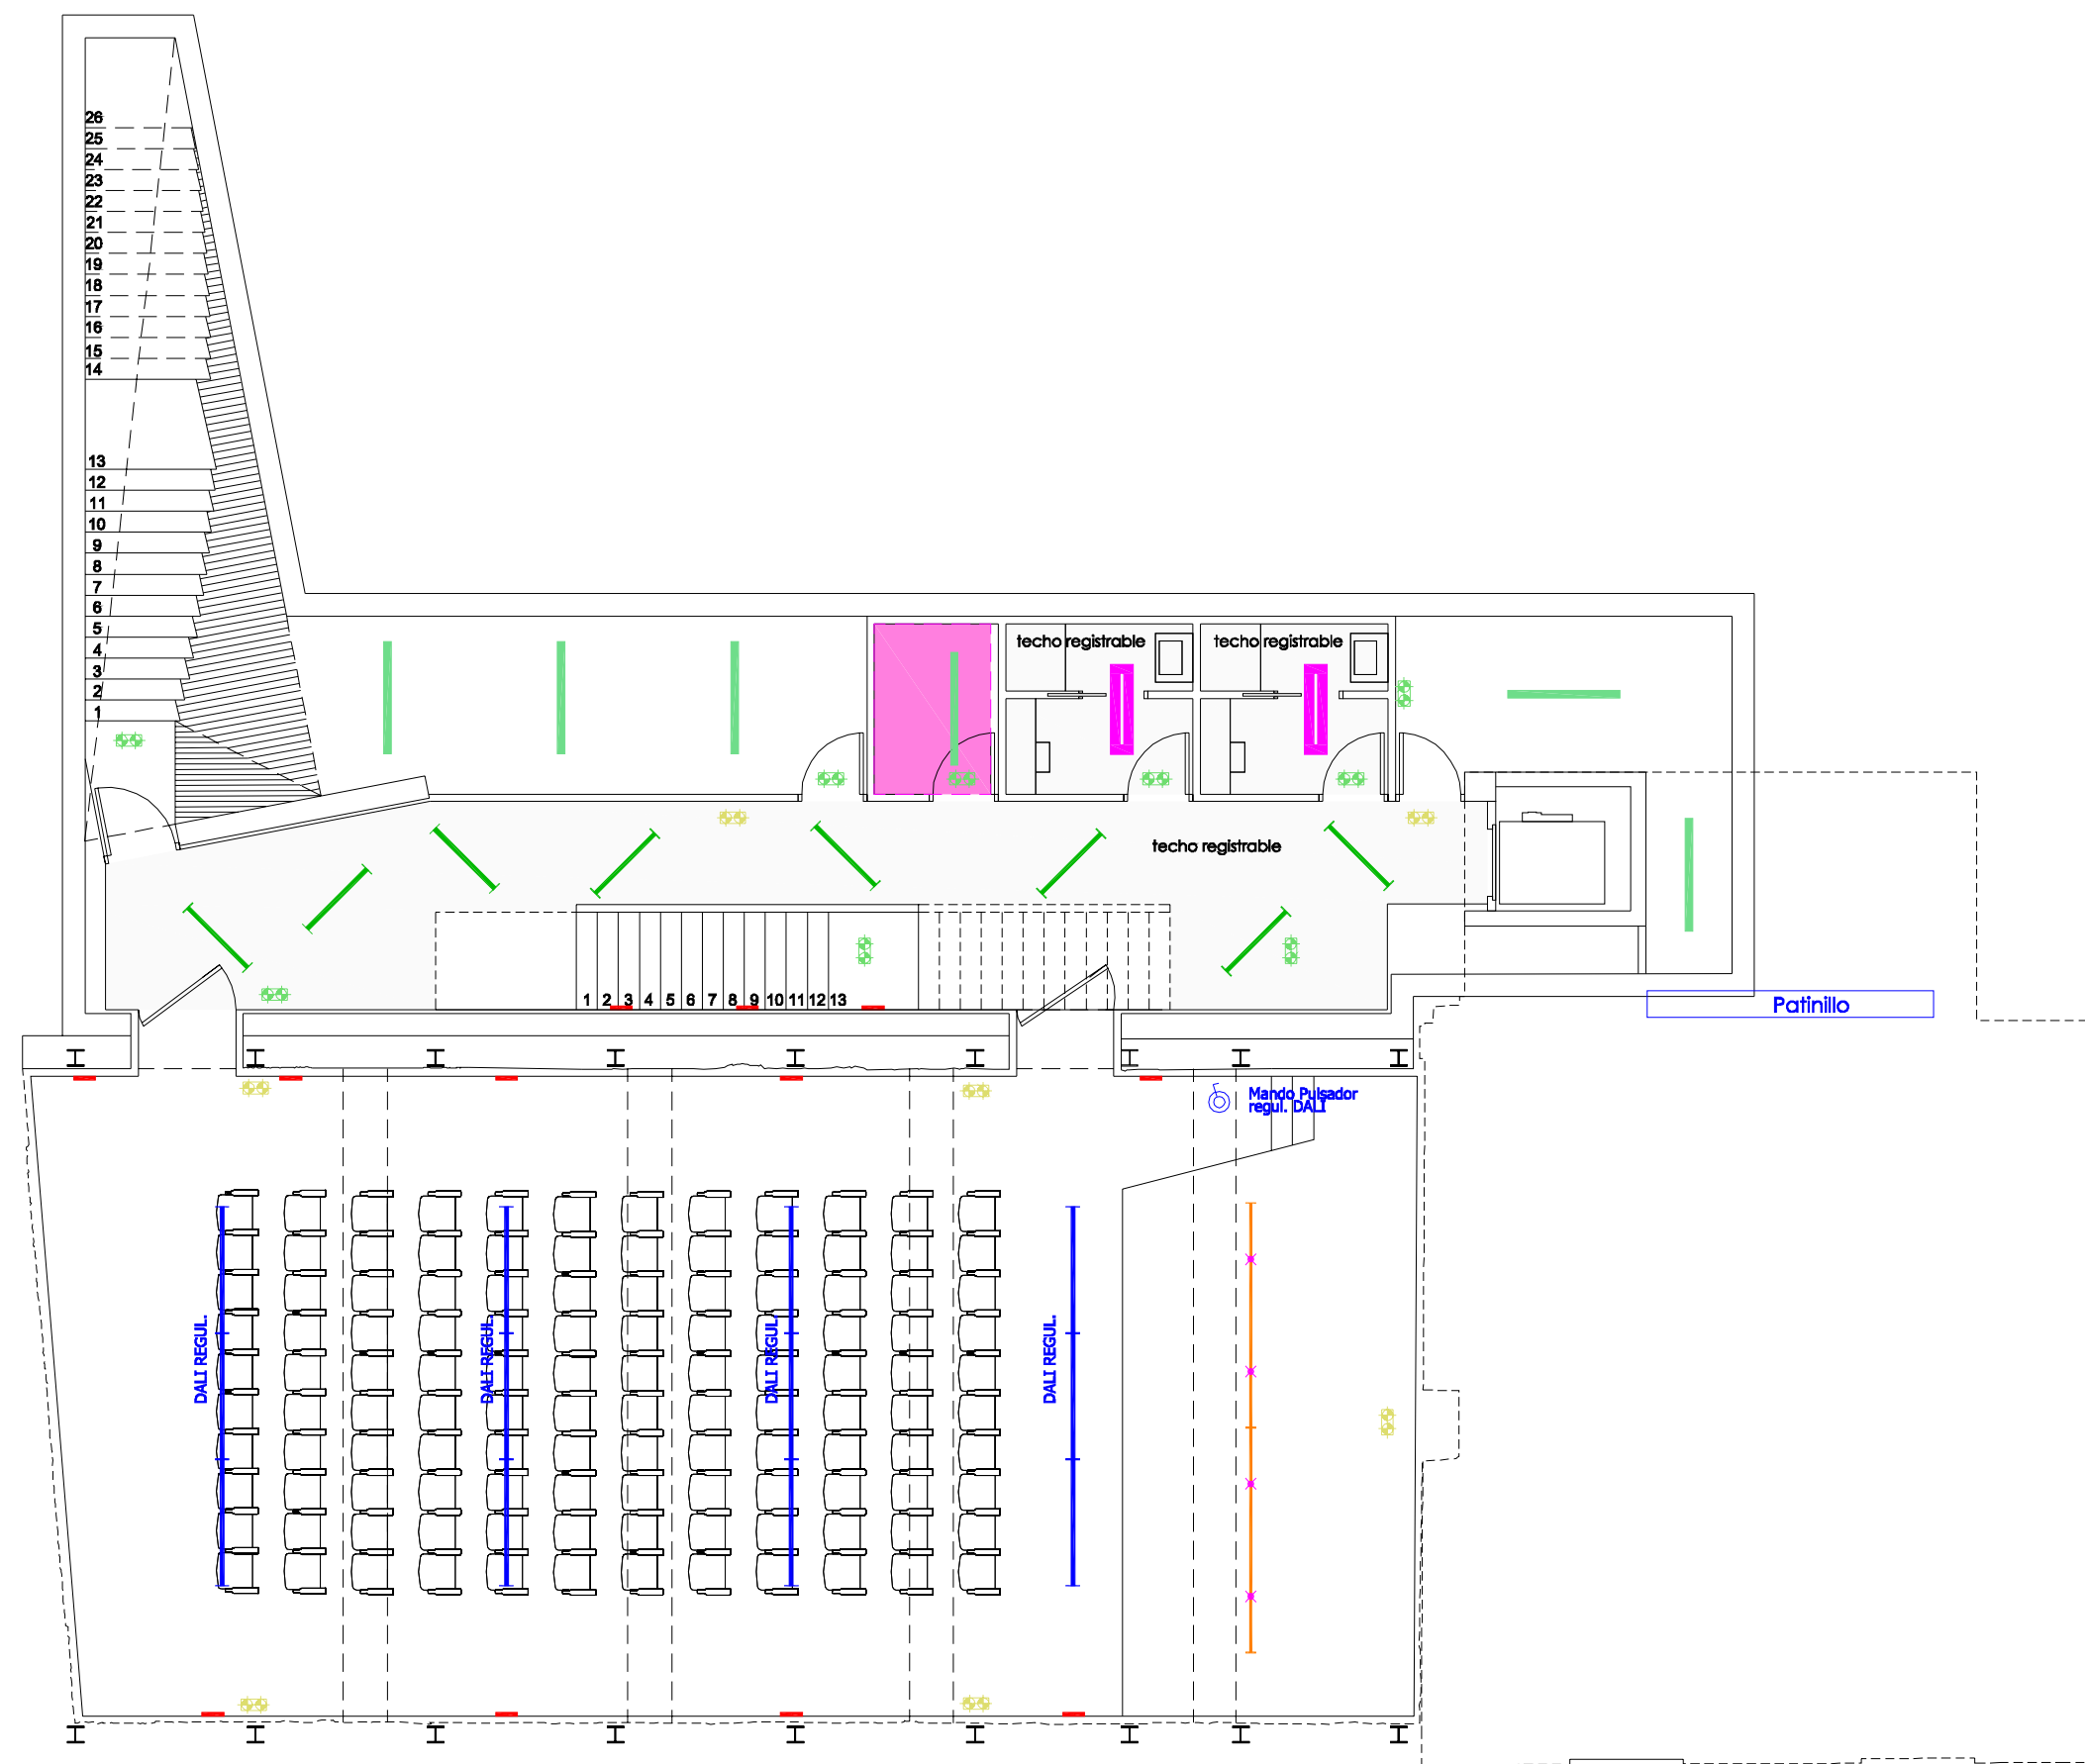 26
25
24
23
22
21
20
19
18
17
16
15
14
13
12
11
10
9
8
7
6
5
4
3
2
1
techo registrable
techo registrable
techo registrable
1 2 3 4 5 6 7 8 9 10 11 12 13
Patinillo
Mando Pulsador
regul. DALI
DALI REGUL.
DALI REGUL.
DALI REGUL.
DALI REGUL.